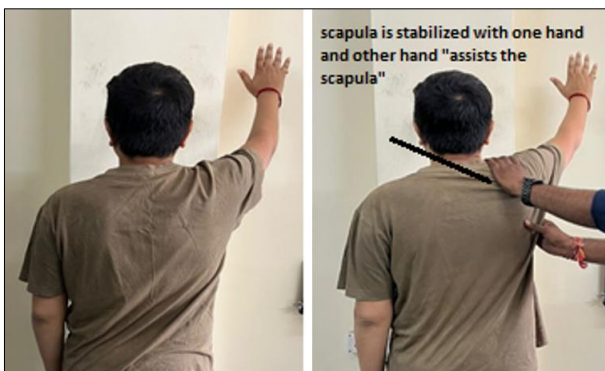 scapula is stabilized with one hand
and other hand "assists the
scapula"